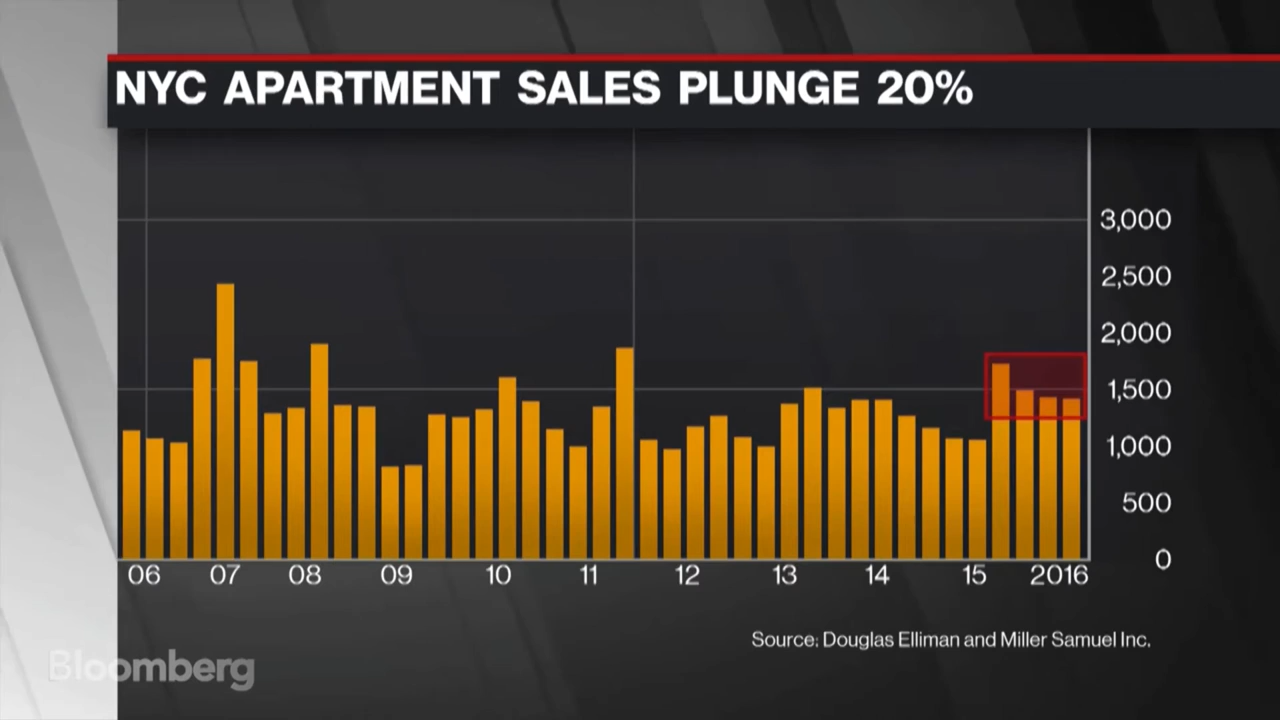 NYC APARTMENT SALES PLUNGE 20%
3,000
2,500
2,000
1,500
1,000
500
0
06 07 08 09 10 11 12 13 14 15 2016
Source: Douglas Elliman and Miller Samuel Inc.
Bloomberg